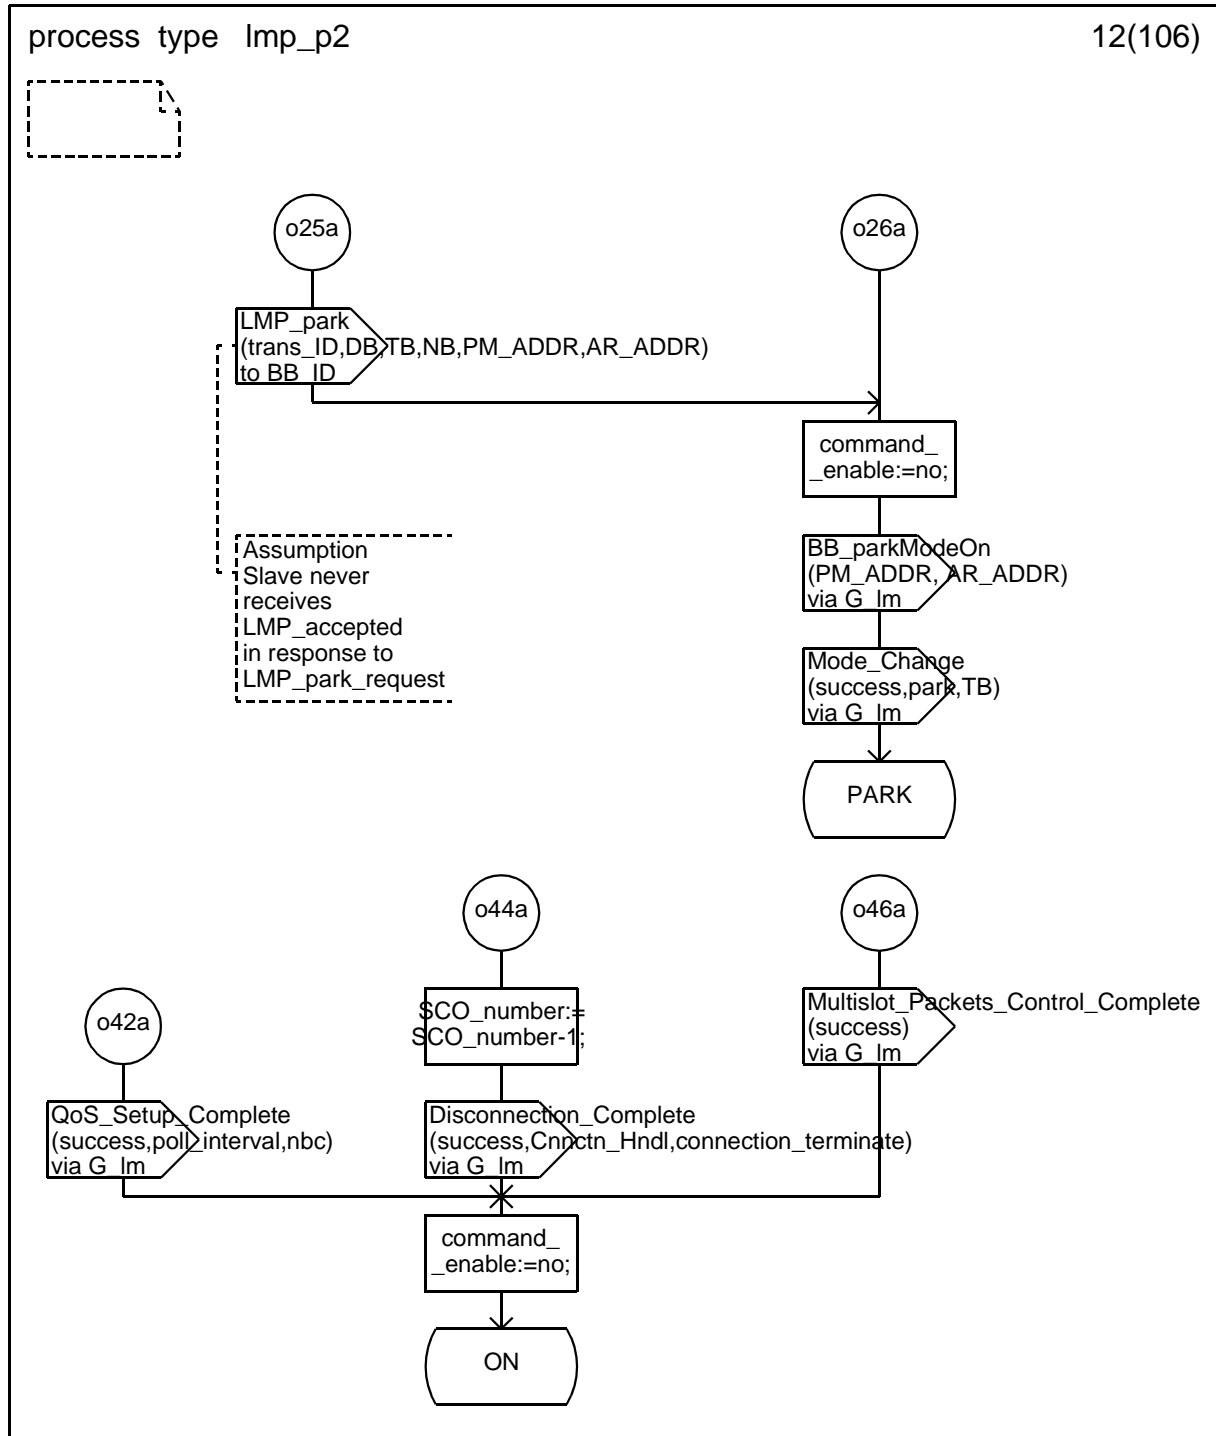 process type lmp_p2
12(106)
o25a
o26a
LMP_park
(trans_ID,DB,TB,NB,PM_ADDR,AR_ADDR)
to BB_ID
command_
_enable:=no;
Assumption
Slave never
receives
LMP_accepted
in response to
LMP_park_request
BB_parkModeOn
(PM_ADDR, AR_ADDR)
via G_lm
Mode_Change
(success,park,TB)
via G_lm
PARK
o44a
o46a
o42a
SCO_number:=
SCO_number-1;
Multislot_Packets_Control_Complete
(success)
via G_lm
QoS_Setup_Complete
(success,poll_interval,nbc)
via G_lm
Disconnection_Complete
(success,Cnnctn_Hndl,connection_terminate)
via G_lm
command_
_enable:=no;
ON